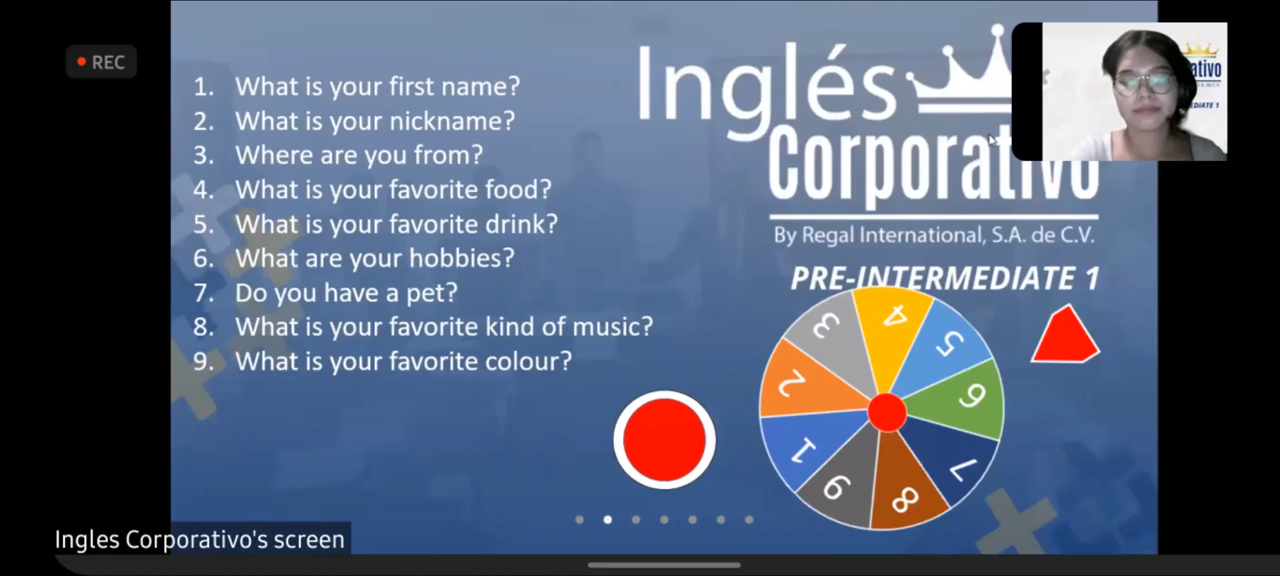 REC
1. What is your first name?
2. What is your nickname?
3. Where are you from?
4. What is your favorite food?
5. What is your favorite drink?
6. What are your hobbies?
7. Do you have a pet?
8. What is your favorite kind of music?
9. What is your favorite colour?
Inglés
Corporativo
By Regal International, S.A. de C.V.
PRE-INTERMEDIATE 1
ativo
EDIATE 1
1
2
3
4
5
6
7
8
9
Ingles Corporativo's screen